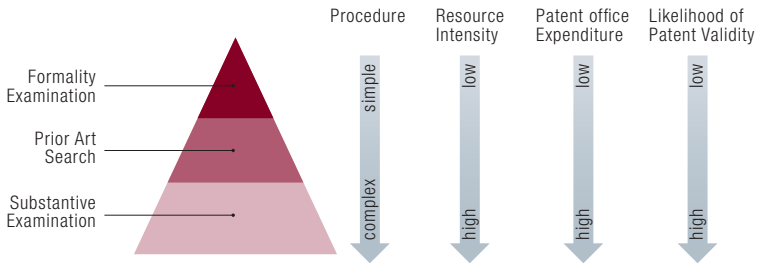 Procedure
Resource
Intensity
Patent office
Expenditure
Likelihood of
Patent Validity
Formality
Examination
Prior Art
Search
Substantive
Examination
simple
complex
low
high
low
high
low
high